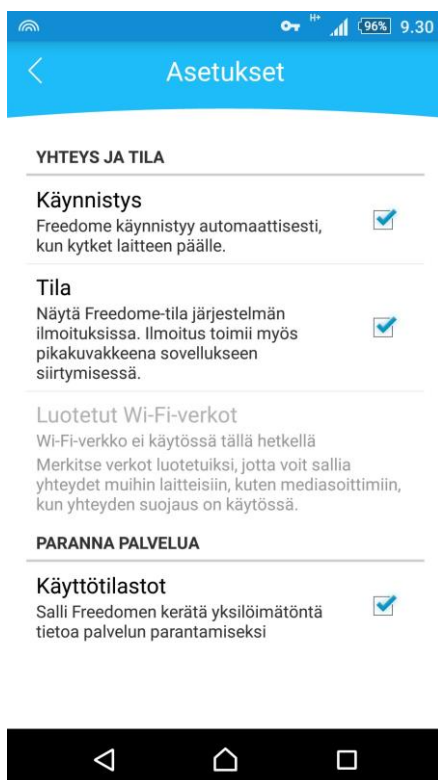 H+ 96% 9.30
Asetukset
YHTEYS JA TILA
Käynnistys
Freedome käynnistyy automaattisesti,
kun kytket laitteen päälle.
Tila
Näytä Freedome-tila järjestelmän
ilmoituksissa. Ilmoitus toimii myös
pikakuvakkeena sovellukseen
siirtymisessä.
Luotetut Wi-Fi-verkot
Wi-Fi-verkko ei käytössä tällä hetkellä
Merkitse verkot luotetuiksi, jotta voit sallia
yhteydet muihin laitteisiin, kuten mediasoittimiin,
kun yhteyden suojaus on käytössä.
PARANNA PALVELUA
Käyttötilastot
Salli Freedomen kerätä yksilöimätöntä
tietoa palvelun parantamiseksi